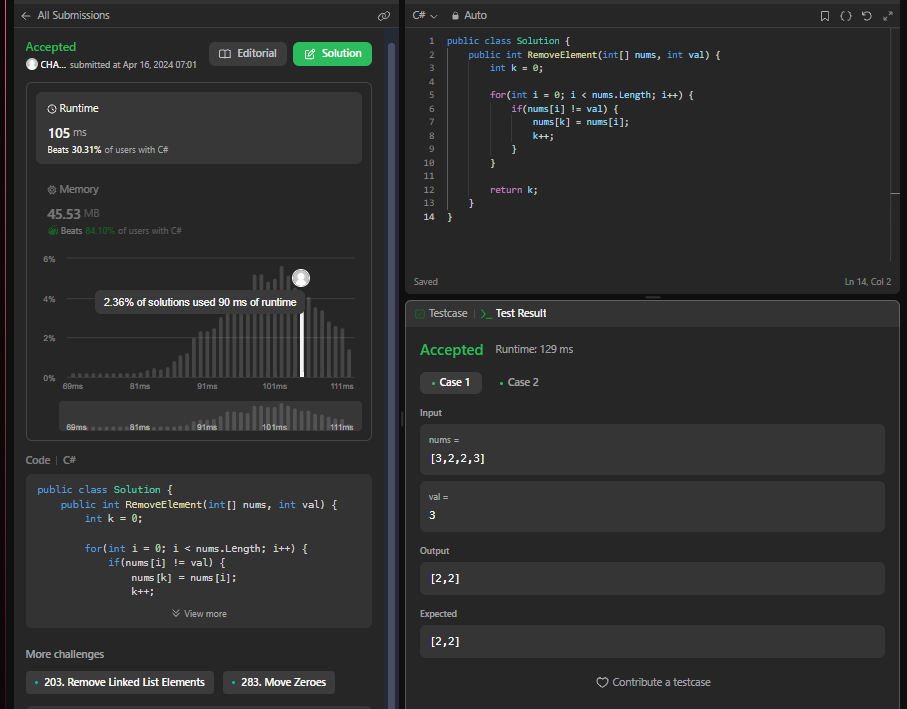 All Submissions
Accepted
CHA... submitted at Apr 16, 2024 07:01
Editorial
Solution
Runtime
105 ms
Beats 30.31% of users with C#
Memory
45.53 MB
Beats 84.10% of users with C#
6%
4%
2%
0%
2.36% of solutions used 90 ms of runtime
69ms 81ms 91ms 101ms 111ms
69ms 81ms 91ms 101ms 111ms
Code | C#
public class Solution {
    public int RemoveElement(int[] nums, int val) {
        int k = 0;
        for(int i = 0; i < nums.Length; i++) {
            if(nums[i] != val) {
                nums[k] = nums[i];
                k++;
View more
More challenges
203. Remove Linked List Elements
283. Move Zeroes
C# Auto
1 public class Solution {
2     public int RemoveElement(int[] nums, int val) {
3         int k = 0;
4
5         for(int i = 0; i < nums.Length; i++) {
6             if(nums[i] != val) {
7                 nums[k] = nums[i];
8                 k++;
9             }
10         }
11
12         return k;
13     }
14 }
Saved
Ln 14, Col 2
Testcase | >_ Test Result
Accepted Runtime: 129 ms
• Case 1 • Case 2
Input
nums =
[3,2,2,3]
val =
3
Output
[2,2]
Expected
[2,2]
Contribute a testcase